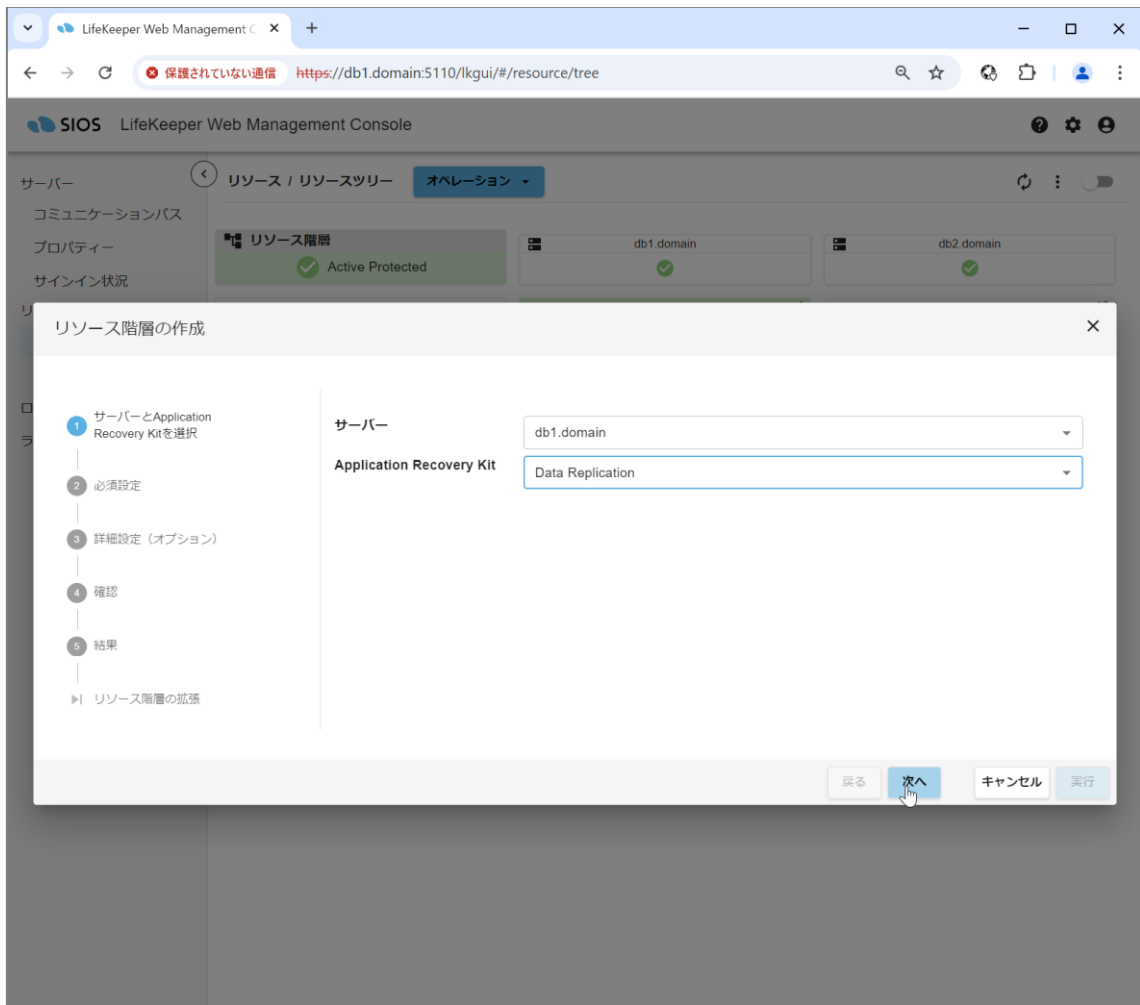 LifeKeeper Web Management C
保護されていない通信 https://db1.domain:5110/lkgui/#/resource/tree
SIOS LifeKeeper Web Management Console
サーバー
コミュニケーションパス
プロパティー
サインイン状況
リソース / リソースツリー オペレーション
リソース階層 db1.domain db2.domain
Active Protected
リソース階層の作成
1 サーバーとApplication
Recovery Kitを選択
2 必須設定
3 詳細設定（オプション）
4 確認
5 結果
リソース階層の拡張
サーバー db1.domain
Application Recovery Kit Data Replication
戻る 次へ キャンセル 実行